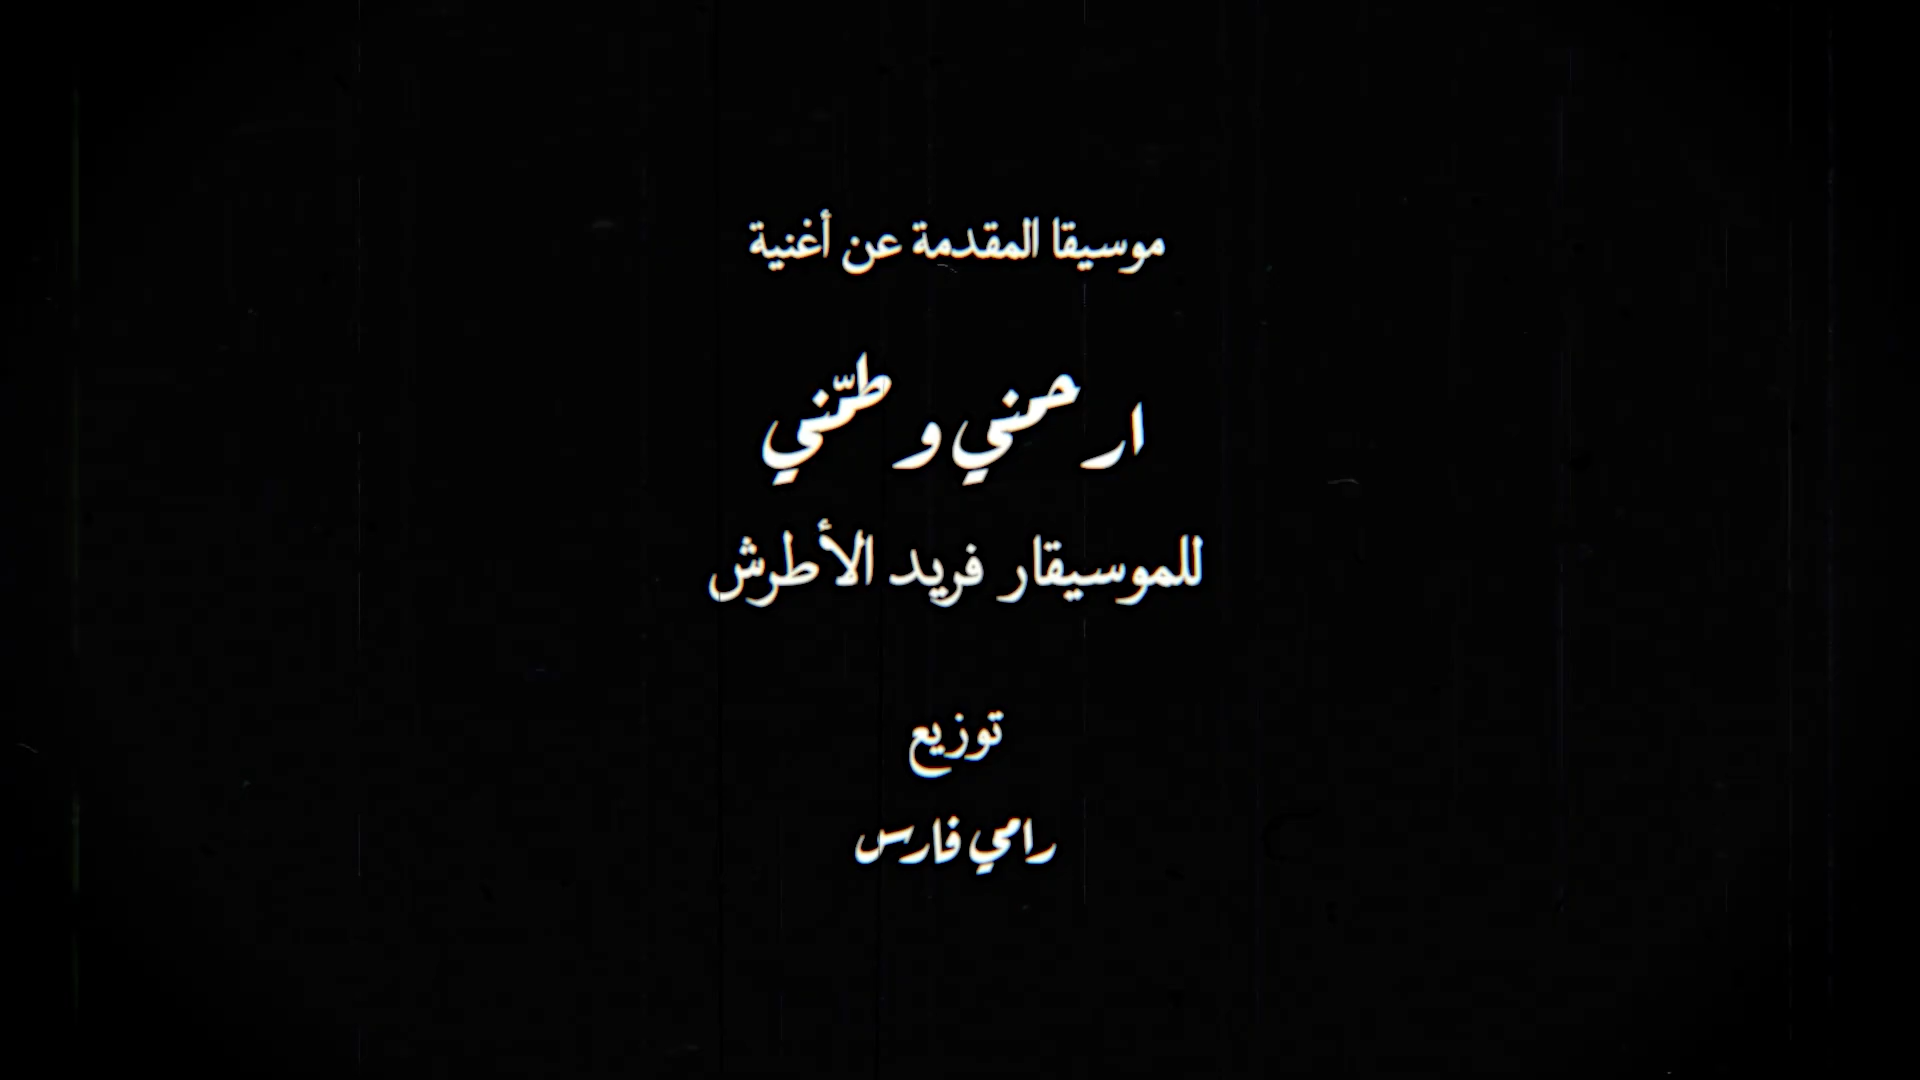 موسيقا المقدمة عن أغنية
ارحمني و طمّني
للموسيقار فريد الأطرش
توزيع
رامي فارس